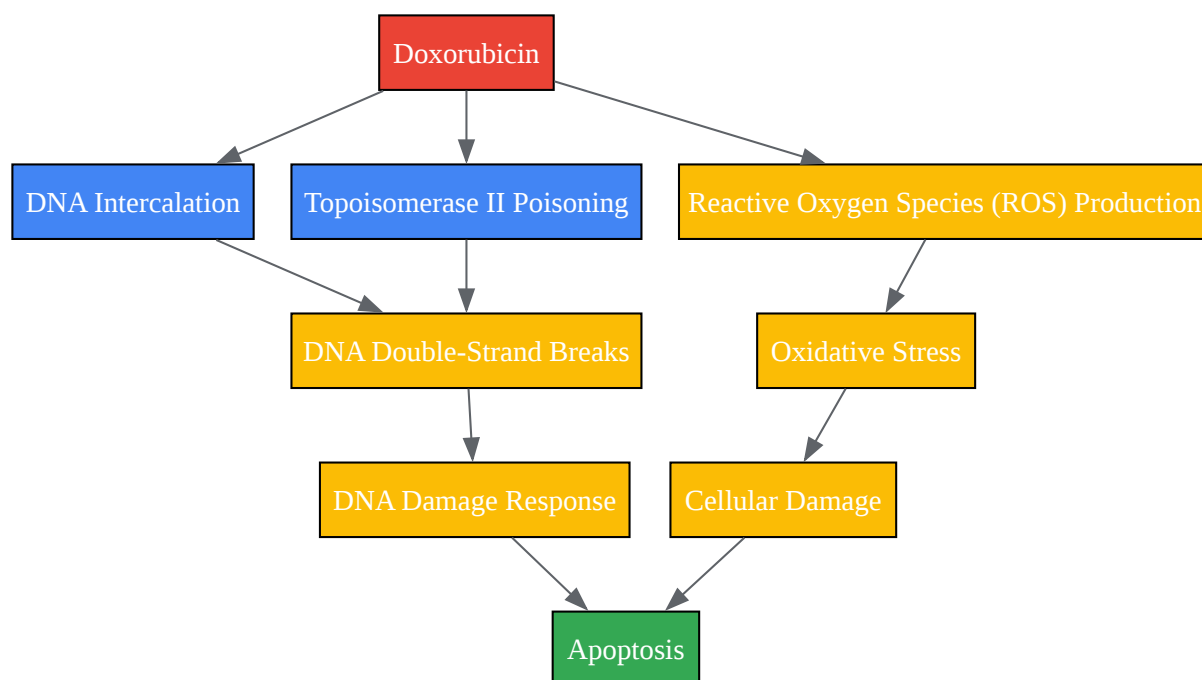 Doxorubicin
DNA Intercalation
Topoisomerase II Poisoning
Reactive Oxygen Species (ROS) Production
DNA Double-Strand Breaks
Oxidative Stress
DNA Damage Response
Cellular Damage
Apoptosis